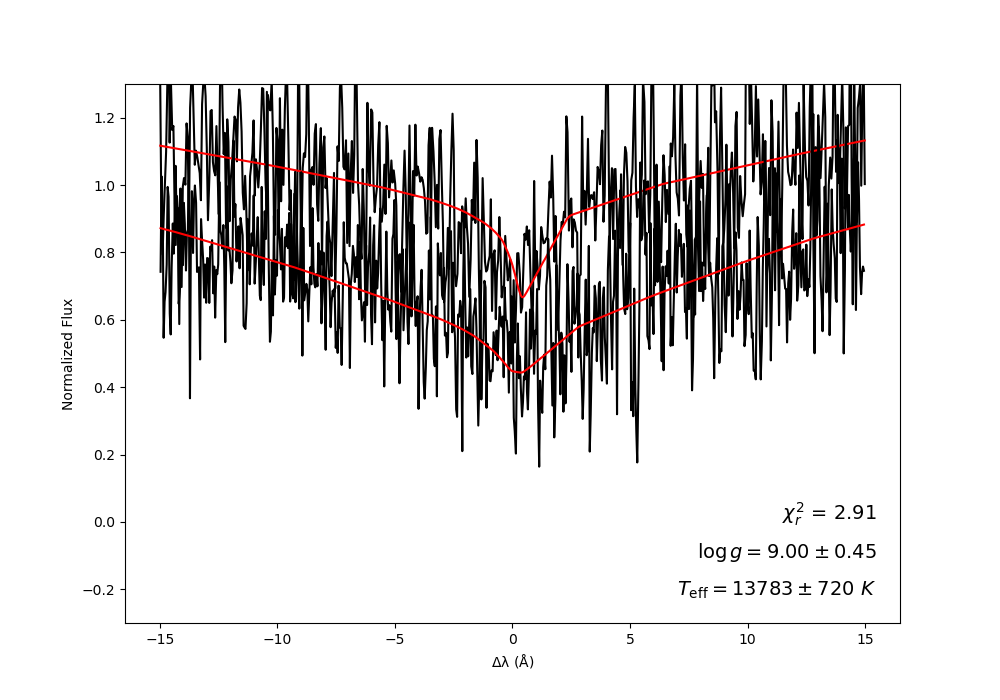 1.2
1.0
0.8
0.6
0.4
0.2
0.0
−0.2
Normalized Flux
χ²ᵣ = 2.91
log g = 9.00 ± 0.45
T_eff = 13783 ± 720 K
−15 −10 −5 0 5 10 15
Δλ (Å)